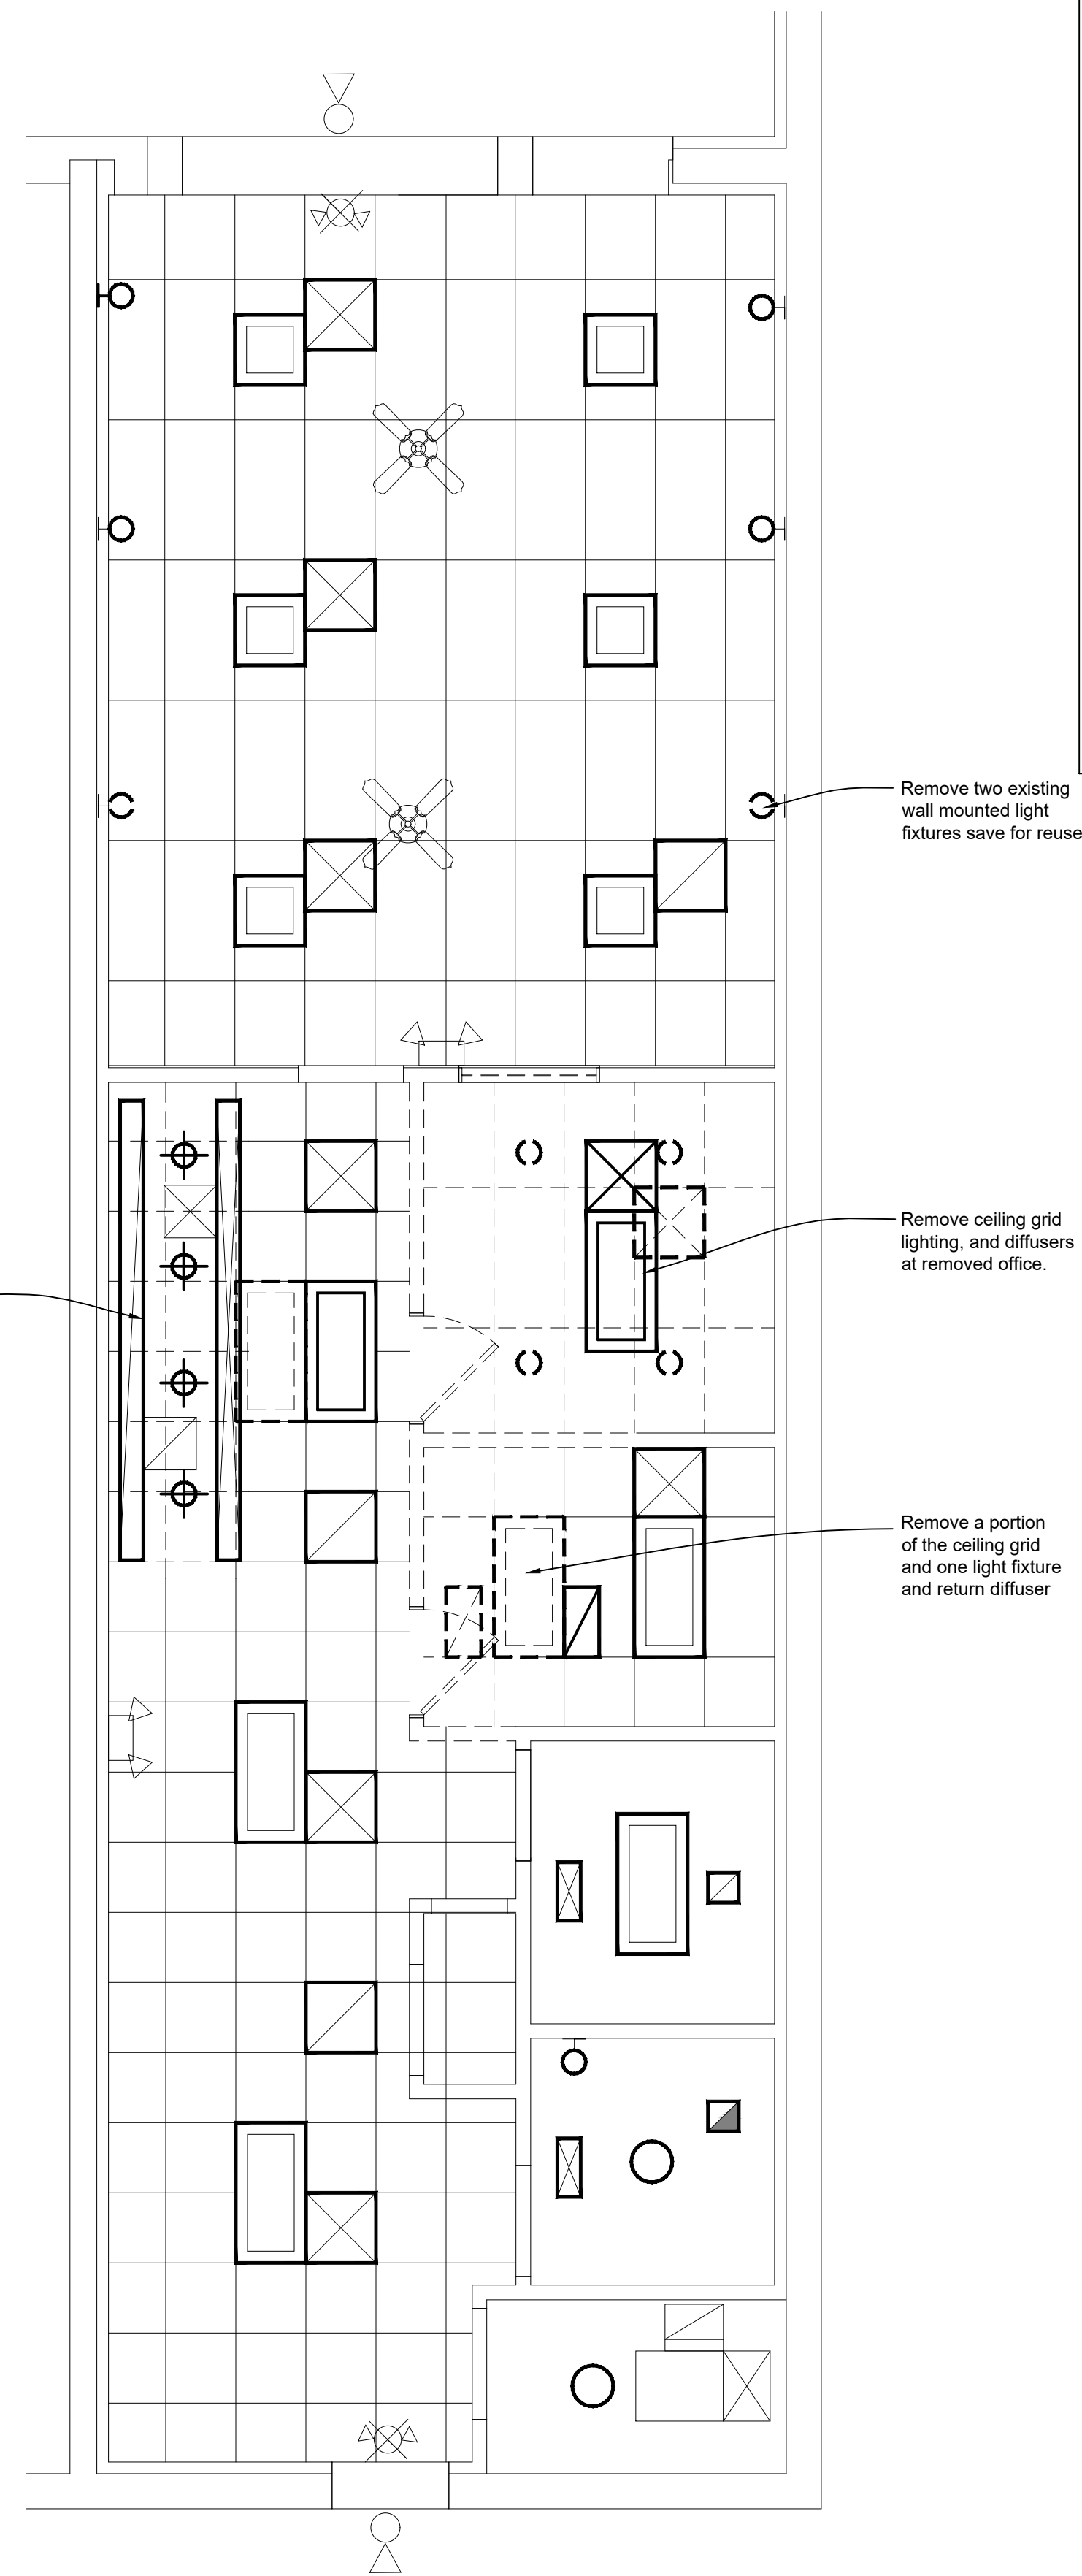 Remove two existing
wall mounted light
fixtures save for reuse
Remove ceiling grid
lighting, and diffusers
at removed office.
Remove a portion
of the ceiling grid
and one light fixture
and return diffuser